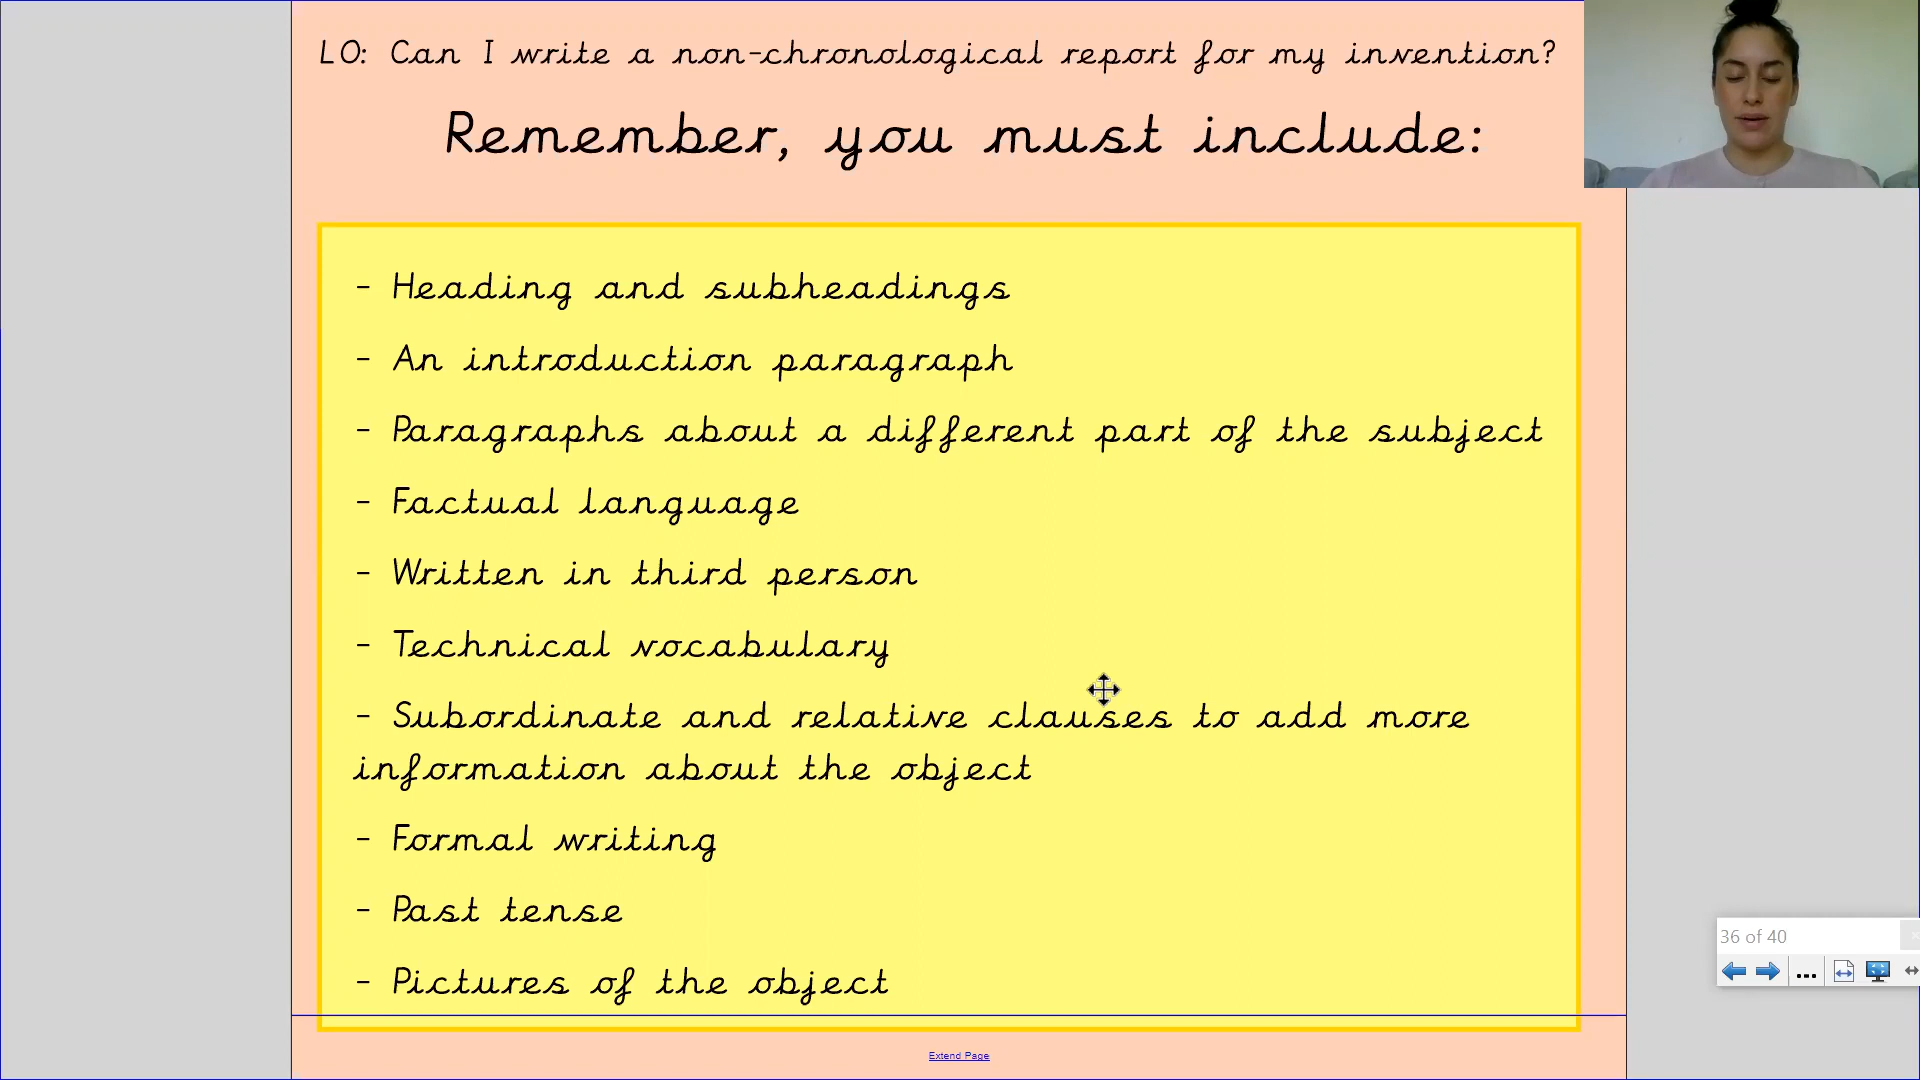 LO: Can I write a non-chronological report for my invention?
Remember, you must include:
- Heading and subheadings
- An introduction paragraph
- Paragraphs about a different part of the subject
- Factual language
- Written in third person
- Technical vocabulary
- Subordinate and relative clauses to add more
information about the object
- Formal writing
- Past tense
- Pictures of the object
36 of 40
Extend Page